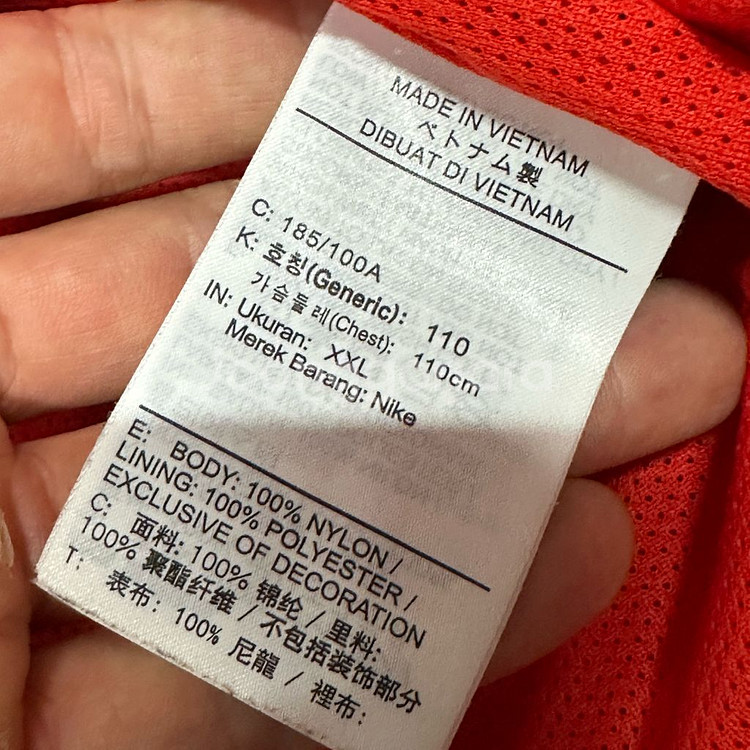 MADE IN VIETNAM
ベトナム製
DIBUAT DI VIETNAM
C: 185/100A
K: 호칭(Generic): 110
가슴둘레(Chest): 110cm
IN: Ukuran: XXL
Merek Barang: Nike
E: BODY: 100% NYLON /
LINING: 100% POLYESTER /
EXCLUSIVE OF DECORATION
C: 面料: 100% 锦纶 / 里料:
100% 聚酯纤维 / 不包括装饰部分
T: 表布: 100% 尼龍 / 裡布: